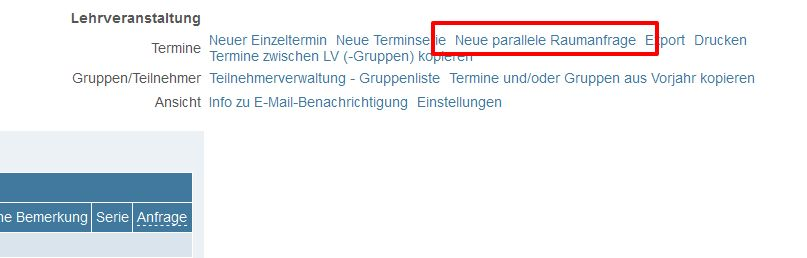 Lehrveranstaltung
Termine Neuer Einzeltermin Neue Terminserie Neue parallele Raumanfrage Export Drucken
Termine zwischen LV (-Gruppen) kopieren
Gruppen/Teilnehmer Teilnehmerverwaltung - Gruppenliste Termine und/oder Gruppen aus Vorjahr kopieren
Ansicht Info zu E-Mail-Benachrichtigung Einstellungen
ne Bemerkung Serie Anfrage